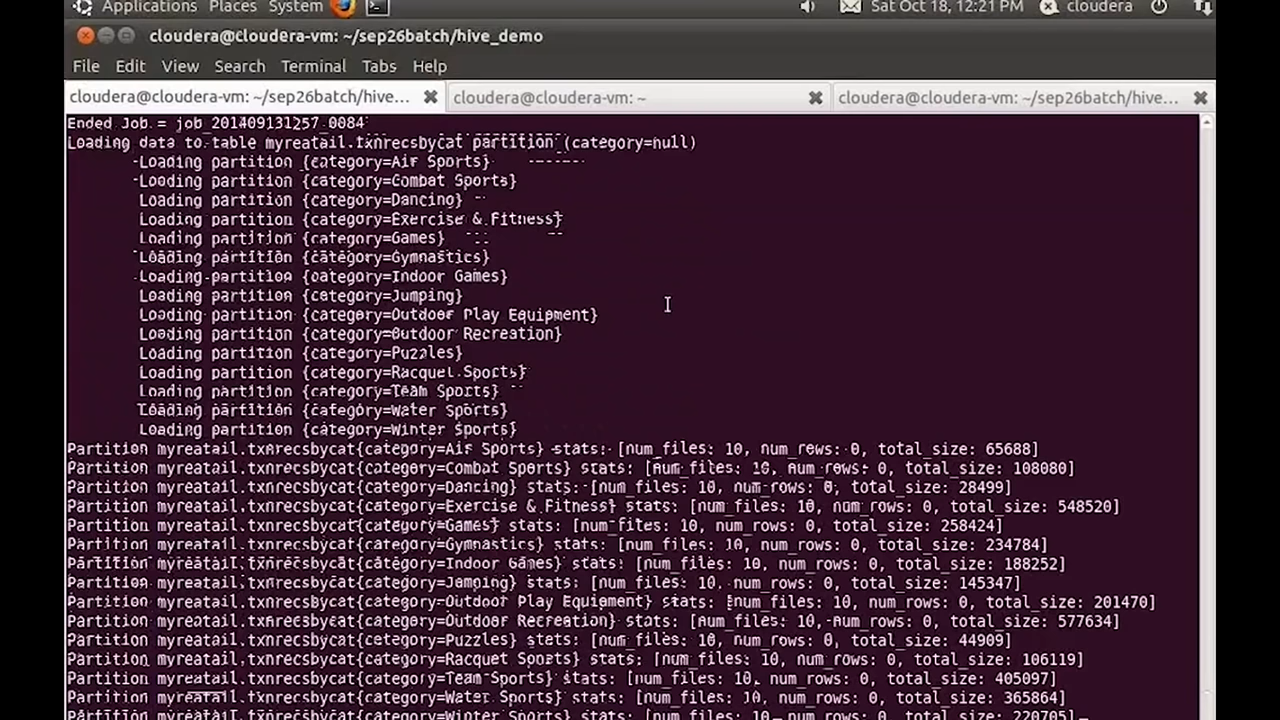 Applications Places System Sat Oct 18, 12:21 PM cloudera
cloudera@cloudera-vm: ~/sep26batch/hive_demo
File Edit View Search Terminal Tabs Help
cloudera@cloudera-vm: ~/sep26batch/hive... cloudera@cloudera-vm: ~ cloudera@cloudera-vm: ~/sep26batch/hive...
Ended Job = job_201409131257_0084
Loading data to table myreatail.txnrecsbycat partition (category=null)
Loading partition {category=Air Sports}
Loading partition {category=Combat Sports}
Loading partition {category=Dancing}
Loading partition {category=Exercise & Fitness}
Loading partition {category=Games}
Loading partition {category=Gymnastics}
Loading partition {category=Indoor Games}
Loading partition {category=Jumping}
Loading partition {category=Outdoor Play Equipment}
Loading partition {category=Outdoor Recreation}
Loading partition {category=Puzzles}
Loading partition {category=Racquet Sports}
Loading partition {category=Team Sports}
Loading partition {category=Water Sports}
Loading partition {category=Winter Sports}
Partition myreatail.txnrecsbycat{category=Air Sports} stats: [num_files: 10, num_rows: 0, total_size: 65688]
Partition myreatail.txnrecsbycat{category=Combat Sports} stats: [num_files: 10, num_rows: 0, total_size: 108080]
Partition myreatail.txnrecsbycat{category=Dancing} stats: [num_files: 10, num_rows: 0, total_size: 28499]
Partition myreatail.txnrecsbycat{category=Exercise & Fitness} stats: [num_files: 10, num_rows: 0, total_size: 548520]
Partition myreatail.txnrecsbycat{category=Games} stats: [num_files: 10, num_rows: 0, total_size: 258424]
Partition myreatail.txnrecsbycat{category=Gymnastics} stats: [num_files: 10, num_rows: 0, total_size: 234784]
Partition myreatail.txnrecsbycat{category=Indoor Games} stats: [num_files: 10, num_rows: 0, total_size: 188252]
Partition myreatail.txnrecsbycat{category=Jumping} stats: [num_files: 10, num_rows: 0, total_size: 145347]
Partition myreatail.txnrecsbycat{category=Outdoor Play Equipment} stats: [num_files: 10, num_rows: 0, total_size: 201470]
Partition myreatail.txnrecsbycat{category=Outdoor Recreation} stats: [num_files: 10, num_rows: 0, total_size: 577634]
Partition myreatail.txnrecsbycat{category=Puzzles} stats: [num_files: 10, num_rows: 0, total_size: 44909]
Partition myreatail.txnrecsbycat{category=Racquet Sports} stats: [num_files: 10, num_rows: 0, total_size: 106119]
Partition myreatail.txnrecsbycat{category=Team Sports} stats: [num_files: 10, num_rows: 0, total_size: 405097]
Partition myreatail.txnrecsbycat{category=Water Sports} stats: [num_files: 10, num_rows: 0, total_size: 365864]
Partition myreatail.txnrecsbycat{category=Winter Sports} stats: [num_files: 10, num_rows: 0, total_size: 220705]